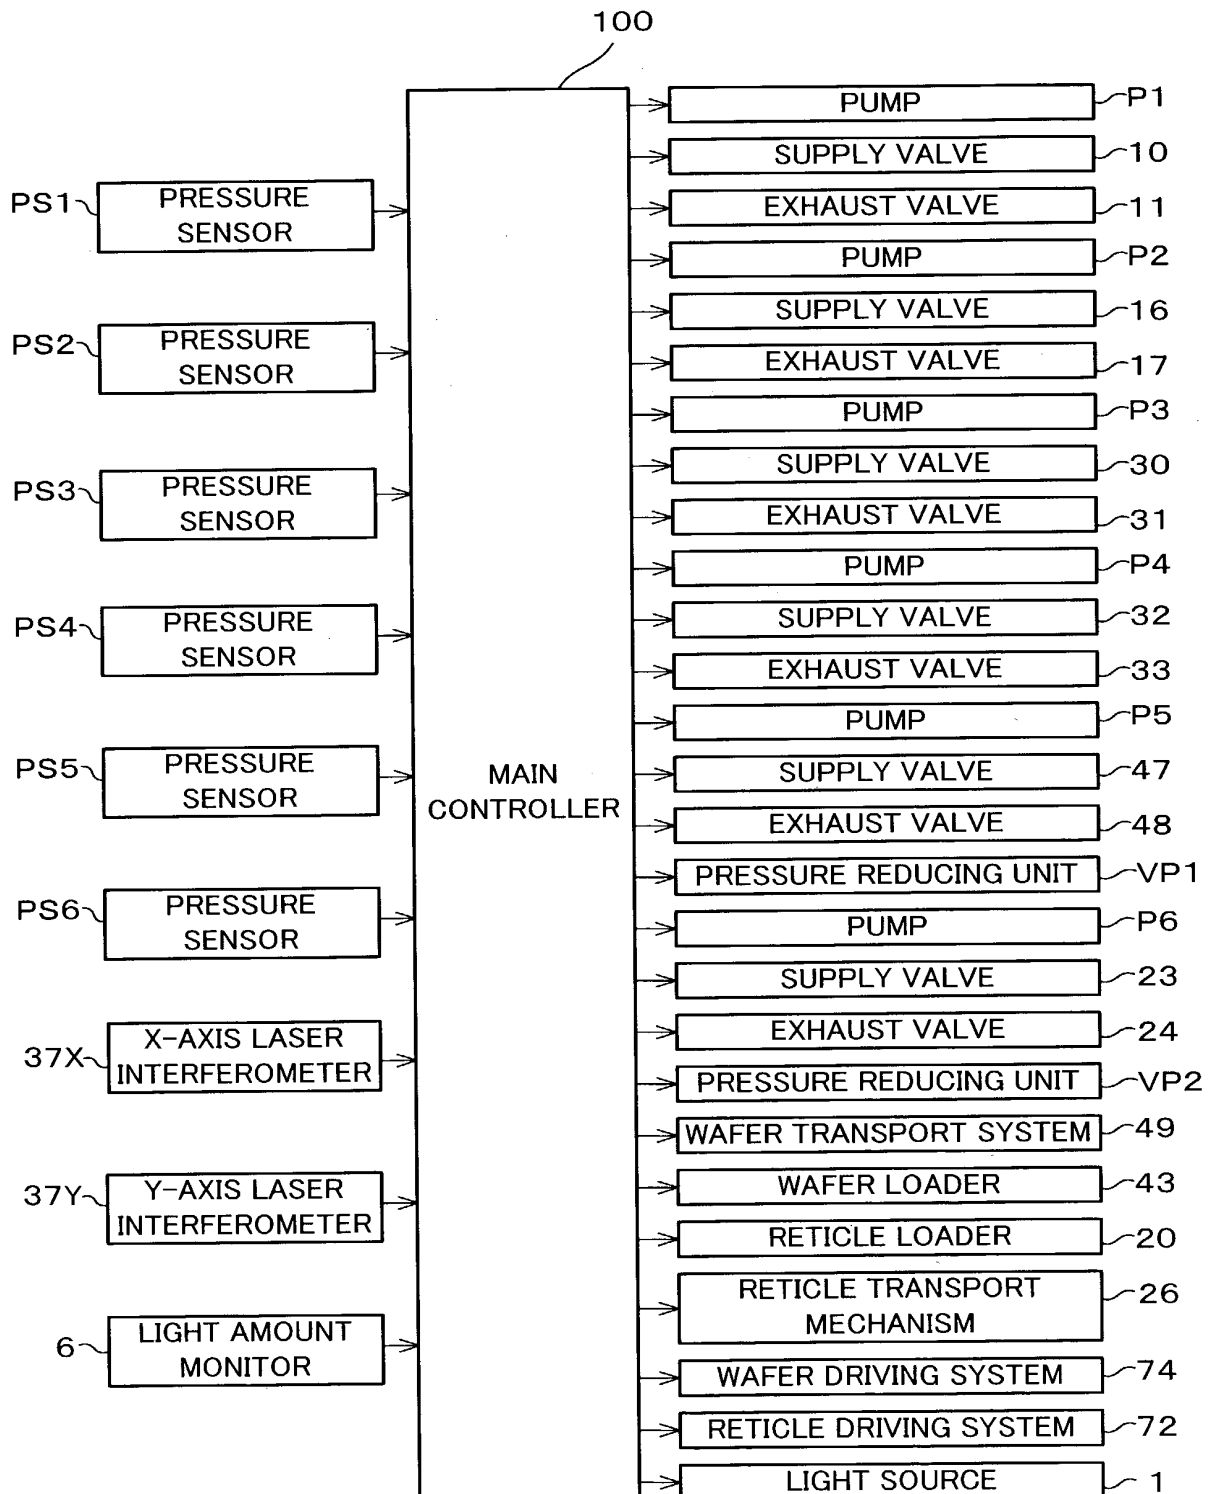 100
PS1
PRESSURE
SENSOR
PS2
PRESSURE
SENSOR
PS3
PRESSURE
SENSOR
PS4
PRESSURE
SENSOR
PS5
PRESSURE
SENSOR
PS6
PRESSURE
SENSOR
37X
X-AXIS LASER
INTERFEROMETER
37Y
Y-AXIS LASER
INTERFEROMETER
6
LIGHT AMOUNT
MONITOR
MAIN
CONTROLLER
PUMP P1
SUPPLY VALVE 10
EXHAUST VALVE 11
PUMP P2
SUPPLY VALVE 16
EXHAUST VALVE 17
PUMP P3
SUPPLY VALVE 30
EXHAUST VALVE 31
PUMP P4
SUPPLY VALVE 32
EXHAUST VALVE 33
PUMP P5
SUPPLY VALVE 47
EXHAUST VALVE 48
PRESSURE REDUCING UNIT VP1
PUMP P6
SUPPLY VALVE 23
EXHAUST VALVE 24
PRESSURE REDUCING UNIT VP2
WAFER TRANSPORT SYSTEM 49
WAFER LOADER 43
RETICLE LOADER 20
RETICLE TRANSPORT
MECHANISM
26
WAFER DRIVING SYSTEM 74
RETICLE DRIVING SYSTEM 72
LIGHT SOURCE 1